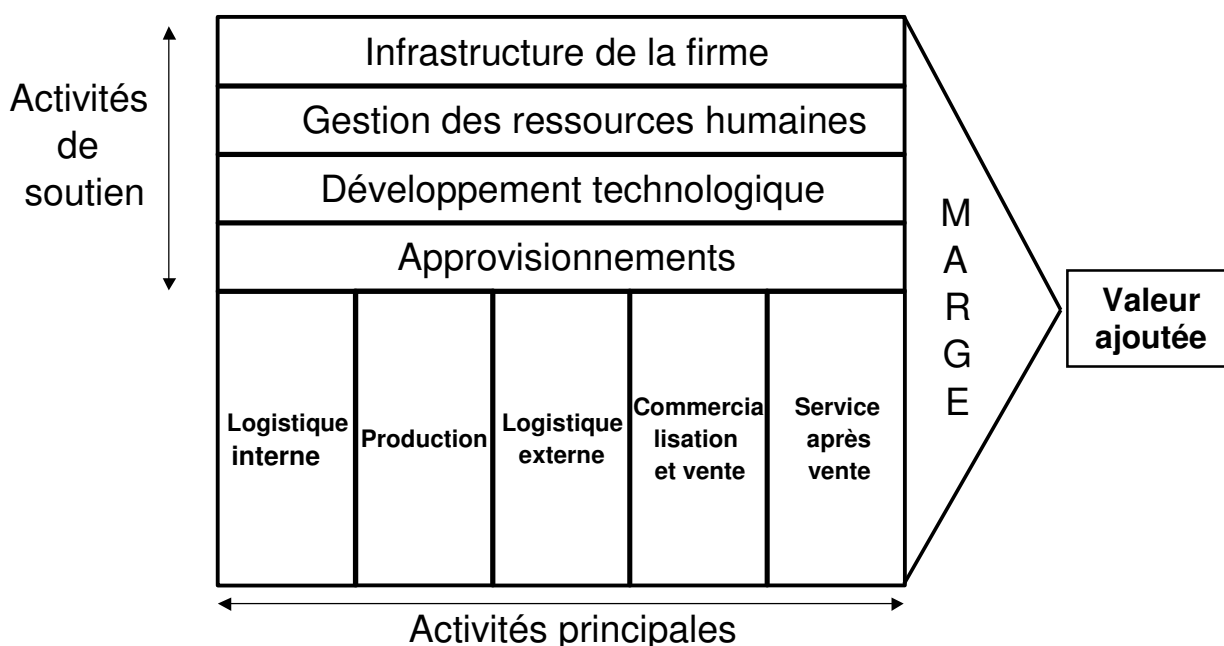 Infrastructure de la firme
Activités
de
soutien
Gestion des ressources humaines
Développement technologique
Approvisionnements
M
A
R
G
E
Valeur
ajoutée
Logistique
interne
Production
Logistique
externe
Commercia
lisation
et vente
Service
après
vente
Activités principales